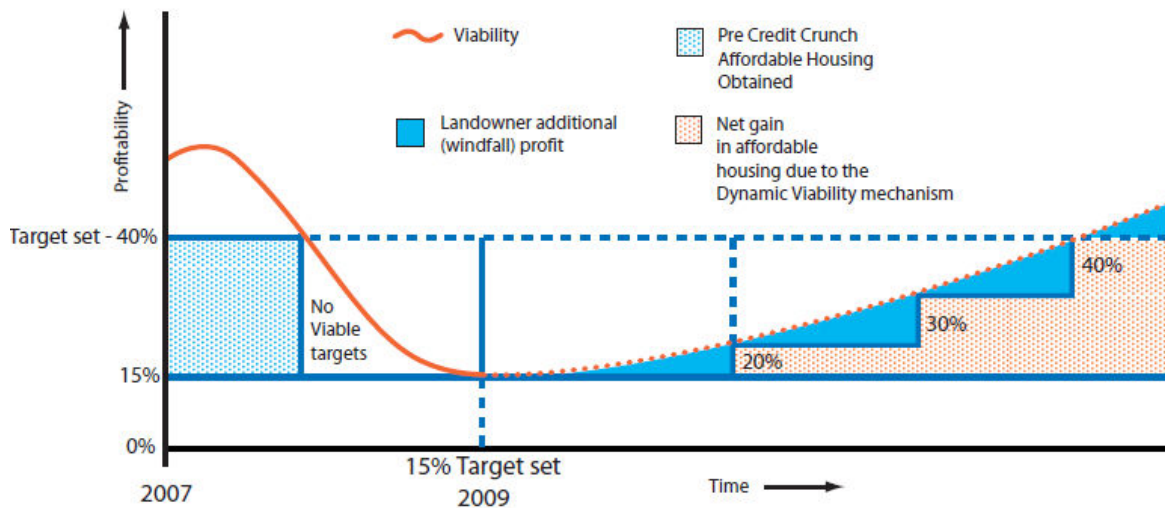 Profitability
Viability
Landowner additional
(windfall) profit
Pre Credit Crunch
Affordable Housing
Obtained
Net gain
in affordable
housing due to the
Dynamic Viability mechanism
Target set - 40%
No
Viable
targets
15%
0%
20%
30%
40%
15% Target set
2007
2009
Time